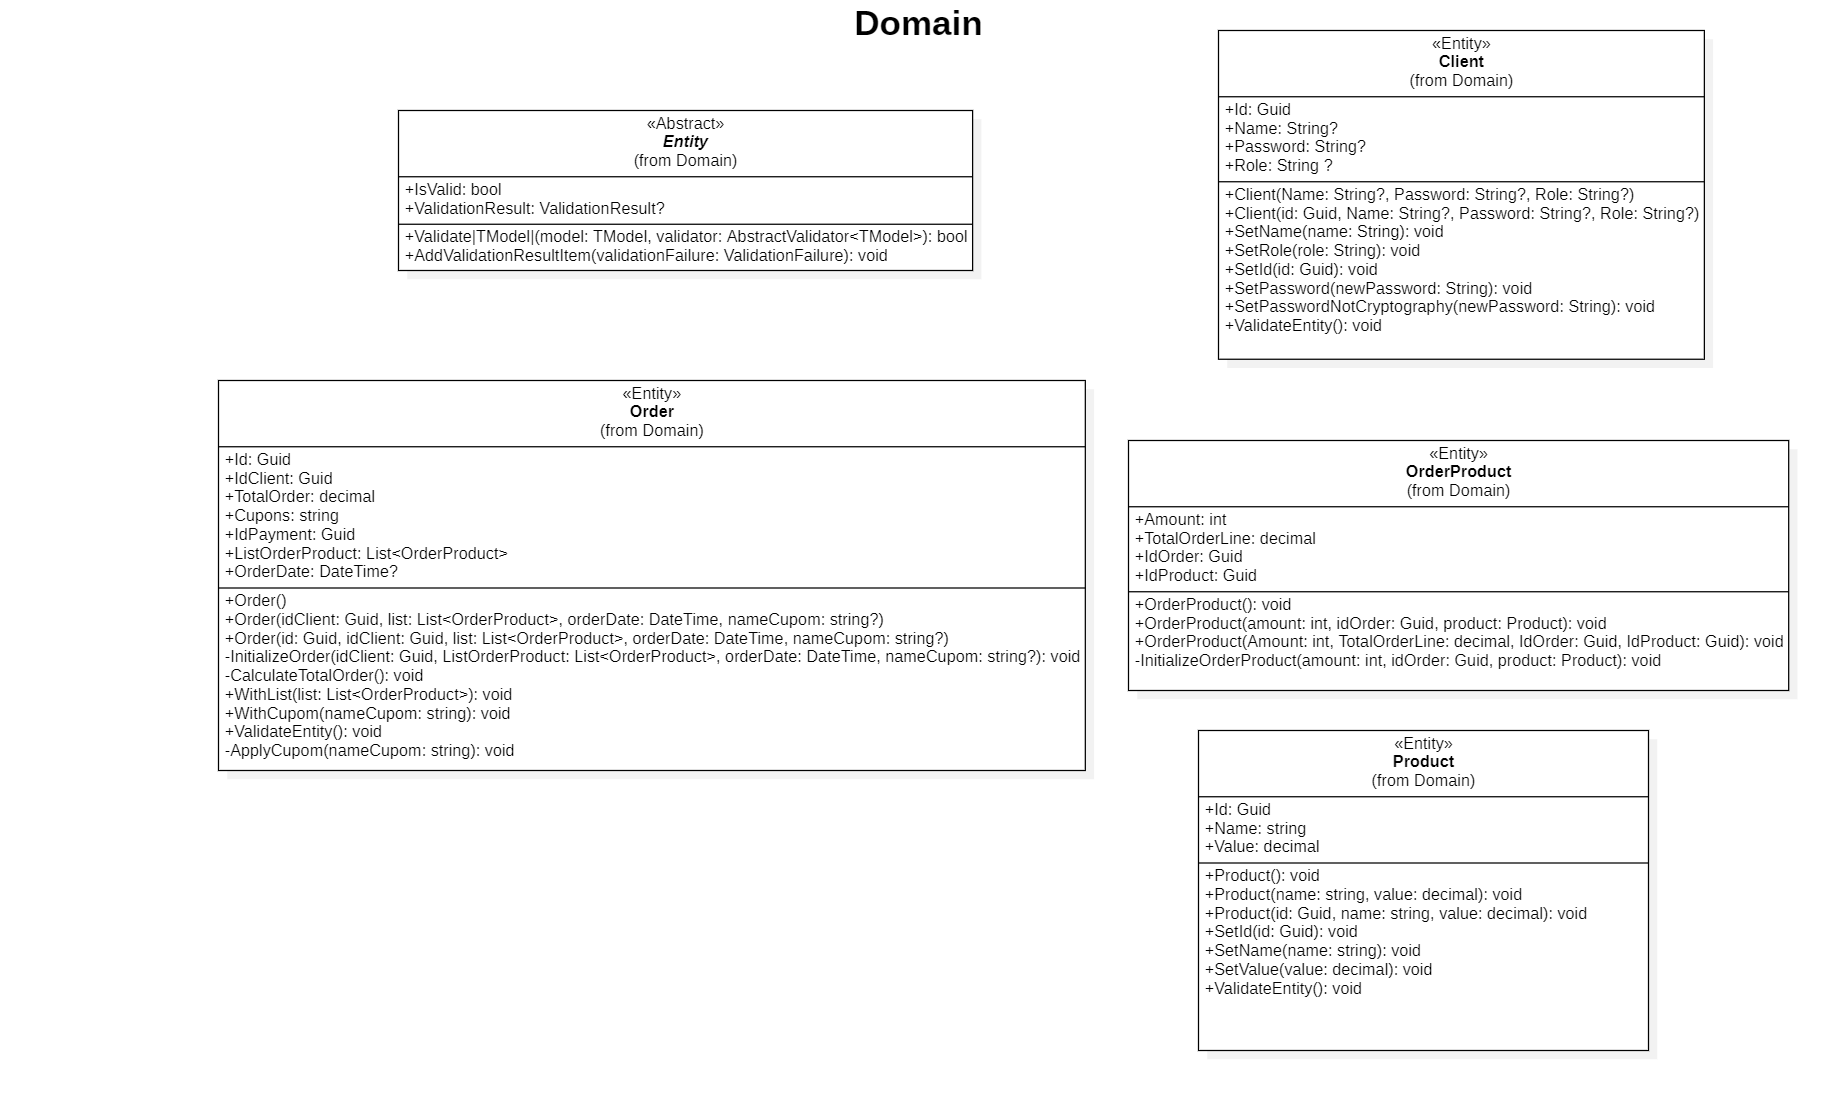 Domain
«Abstract»
Entity
(from Domain)
+IsValid: bool
+ValidationResult: ValidationResult?
+Validate|TModel|(model: TModel, validator: AbstractValidator<TModel>): bool
+AddValidationResultItem(validationFailure: ValidationFailure): void
«Entity»
Client
(from Domain)
+Id: Guid
+Name: String?
+Password: String?
+Role: String ?
+Client(Name: String?, Password: String?, Role: String?)
+Client(id: Guid, Name: String?, Password: String?, Role: String?)
+SetName(name: String): void
+SetRole(role: String): void
+SetId(id: Guid): void
+SetPassword(newPassword: String): void
+SetPasswordNotCryptography(newPassword: String): void
+ValidateEntity(): void
«Entity»
Order
(from Domain)
+Id: Guid
+IdClient: Guid
+TotalOrder: decimal
+Cupons: string
+IdPayment: Guid
+ListOrderProduct: List<OrderProduct>
+OrderDate: DateTime?
+Order()
+Order(idClient: Guid, list: List<OrderProduct>, orderDate: DateTime, nameCupom: string?)
+Order(id: Guid, idClient: Guid, list: List<OrderProduct>, orderDate: DateTime, nameCupom: string?)
-InitializeOrder(idClient: Guid, ListOrderProduct: List<OrderProduct>, orderDate: DateTime, nameCupom: string?): void
-CalculateTotalOrder(): void
+WithList(list: List<OrderProduct>): void
+WithCupom(nameCupom: string): void
+ValidateEntity(): void
-ApplyCupom(nameCupom: string): void
«Entity»
OrderProduct
(from Domain)
+Amount: int
+TotalOrderLine: decimal
+IdOrder: Guid
+IdProduct: Guid
+OrderProduct(): void
+OrderProduct(amount: int, idOrder: Guid, product: Product): void
+OrderProduct(Amount: int, TotalOrderLine: decimal, IdOrder: Guid, IdProduct: Guid): void
-InitializeOrderProduct(amount: int, idOrder: Guid, product: Product): void
«Entity»
Product
(from Domain)
+Id: Guid
+Name: string
+Value: decimal
+Product(): void
+Product(name: string, value: decimal): void
+Product(id: Guid, name: string, value: decimal): void
+SetId(id: Guid): void
+SetName(name: string): void
+SetValue(value: decimal): void
+ValidateEntity(): void